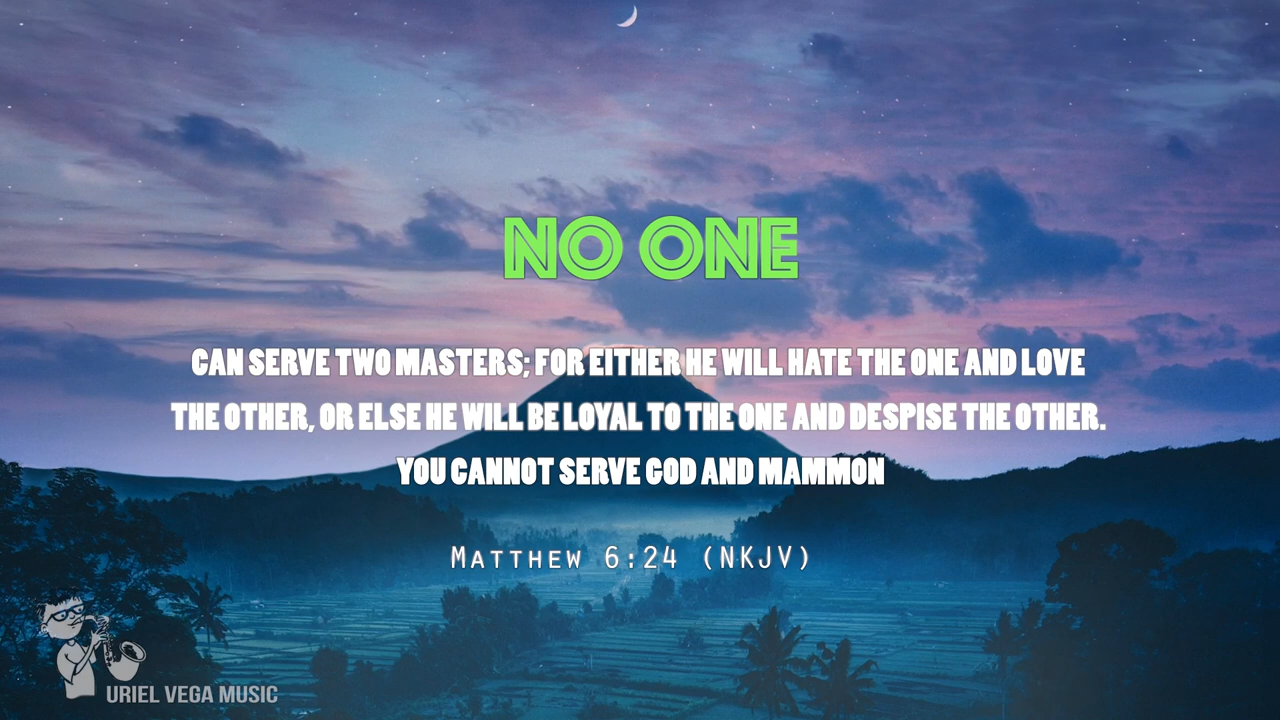 NO ONE
CAN SERVE TWO MASTERS; FOR EITHER HE WILL HATE THE ONE AND LOVE
THE OTHER, OR ELSE HE WILL BE LOYAL TO THE ONE AND DESPISE THE OTHER.
YOU CANNOT SERVE GOD AND MAMMON
Matthew 6:24 (NKJV)
URIEL VEGA MUSIC